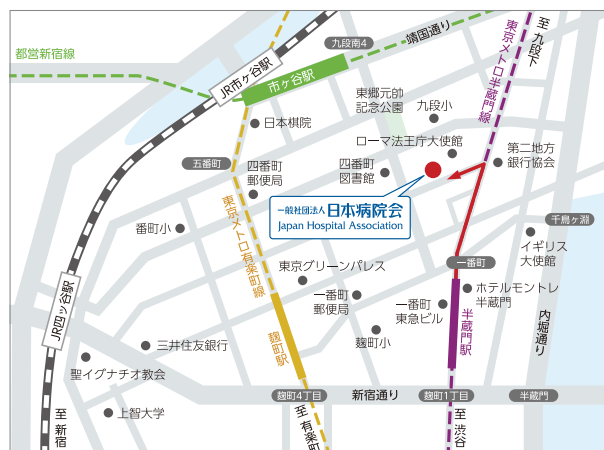 都営新宿線
JR市ヶ谷駅
市ヶ谷駅
九段南4
靖国通り
東京メトロ半蔵門線
至 九段下
東郷元帥
記念公園
九段小
日本棋院
ローマ法王庁大使館
第二地方
銀行協会
五番町
四番町
郵便局
四番町
図書館
一般社団法人 日本病院会
Japan Hospital Association
千鳥ヶ淵
番町小
東京メトロ有楽町線
イギリス
大使館
東京グリーンパレス
一番町
ホテルモントレ
半蔵門
一番町
郵便局
一番町
東急ビル
半蔵門駅
内堀通り
JR四ッ谷駅
麹町駅
麹町小
三井住友銀行
聖イグナチオ教会
麹町4丁目
新宿通り
麹町1丁目
半蔵門
至 新宿
上智大学
至 有楽町
至 渋谷